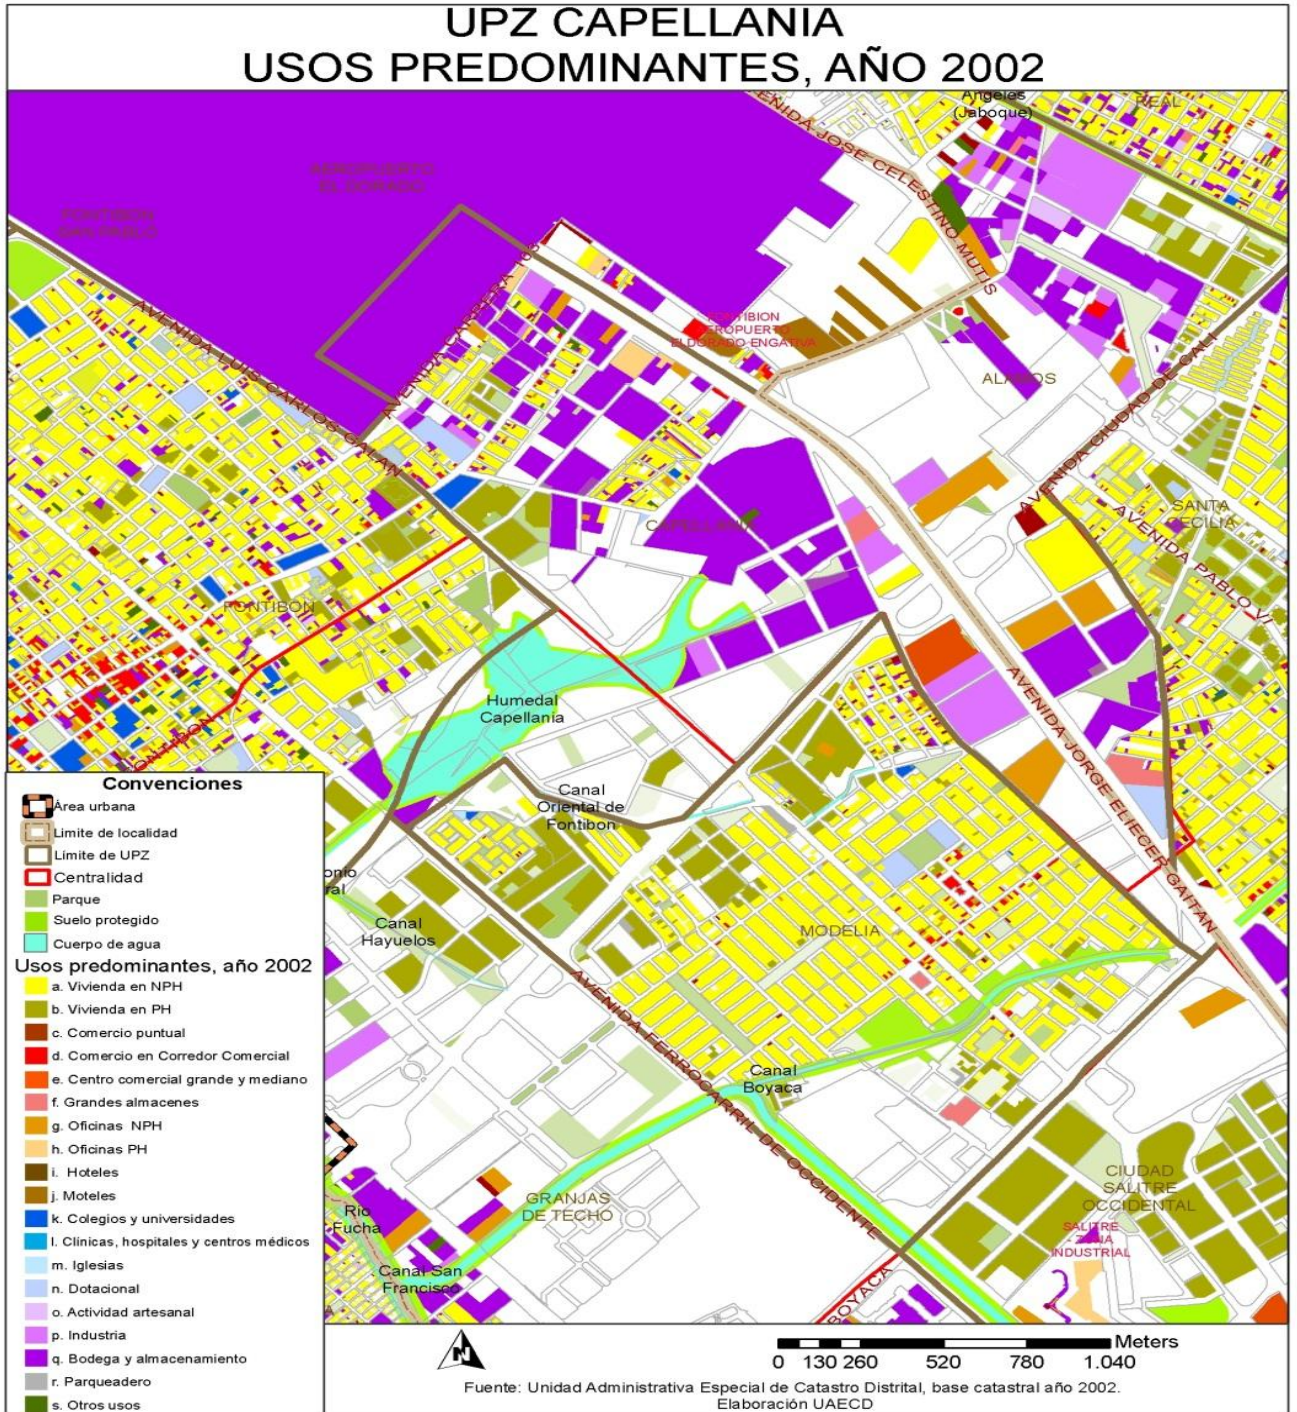 UPZ CAPELLANIA
USOS PREDOMINANTES, AÑO 2002
Angeles
(Jaboque)
REAL
ENIDA JOSE CELESTINO MUTIS
AEROPUERTO
EL DORADO
FONTIBON
SAN PABLO
AVENIDA CARRERA 103
AVENIDA LUIS CARLOS GALAN
FONTIBION
AEROPUERTO
ELDORADO ENGATIVA
ALAMOS
AVENIDA CIUDAD DE CALI
SANTA
CECILIA
AVENIDA PABLO VI
CAPELLANIA
FONTIBON
FONTIBON
Humedal
Capellania
AVENIDA JORGE ELIECER GAITAN
Canal
Oriental de
Fontibon
onio
ral
Canal
Hayuelos
MODELIA
AVENIDA FERROCARRIL DE OCCIDENTE
Canal
Boyaca
GRANJAS
DE TECHO
CIUDAD
SALITRE
OCCIDENTAL
SALITRE
ZONA
INDUSTRIAL
Rio
Fucha
Canal San
Francisco
BOYACA
Convenciones
Área urbana
Limite de localidad
Límite de UPZ
Centralidad
Parque
Suelo protegido
Cuerpo de agua
Usos predominantes, año 2002
a. Vivienda en NPH
b. Vivienda en PH
c. Comercio puntual
d. Comercio en Corredor Comercial
e. Centro comercial grande y mediano
f. Grandes almacenes
g. Oficinas NPH
h. Oficinas PH
i. Hoteles
j. Moteles
k. Colegios y universidades
l. Clínicas, hospitales y centros médicos
m. Iglesias
n. Dotacional
o. Actividad artesanal
p. Industria
q. Bodega y almacenamiento
r. Parqueadero
s. Otros usos
N
Meters
0 130 260 520 780 1.040
Fuente: Unidad Administrativa Especial de Catastro Distrital, base catastral año 2002.
Elaboración UAECD